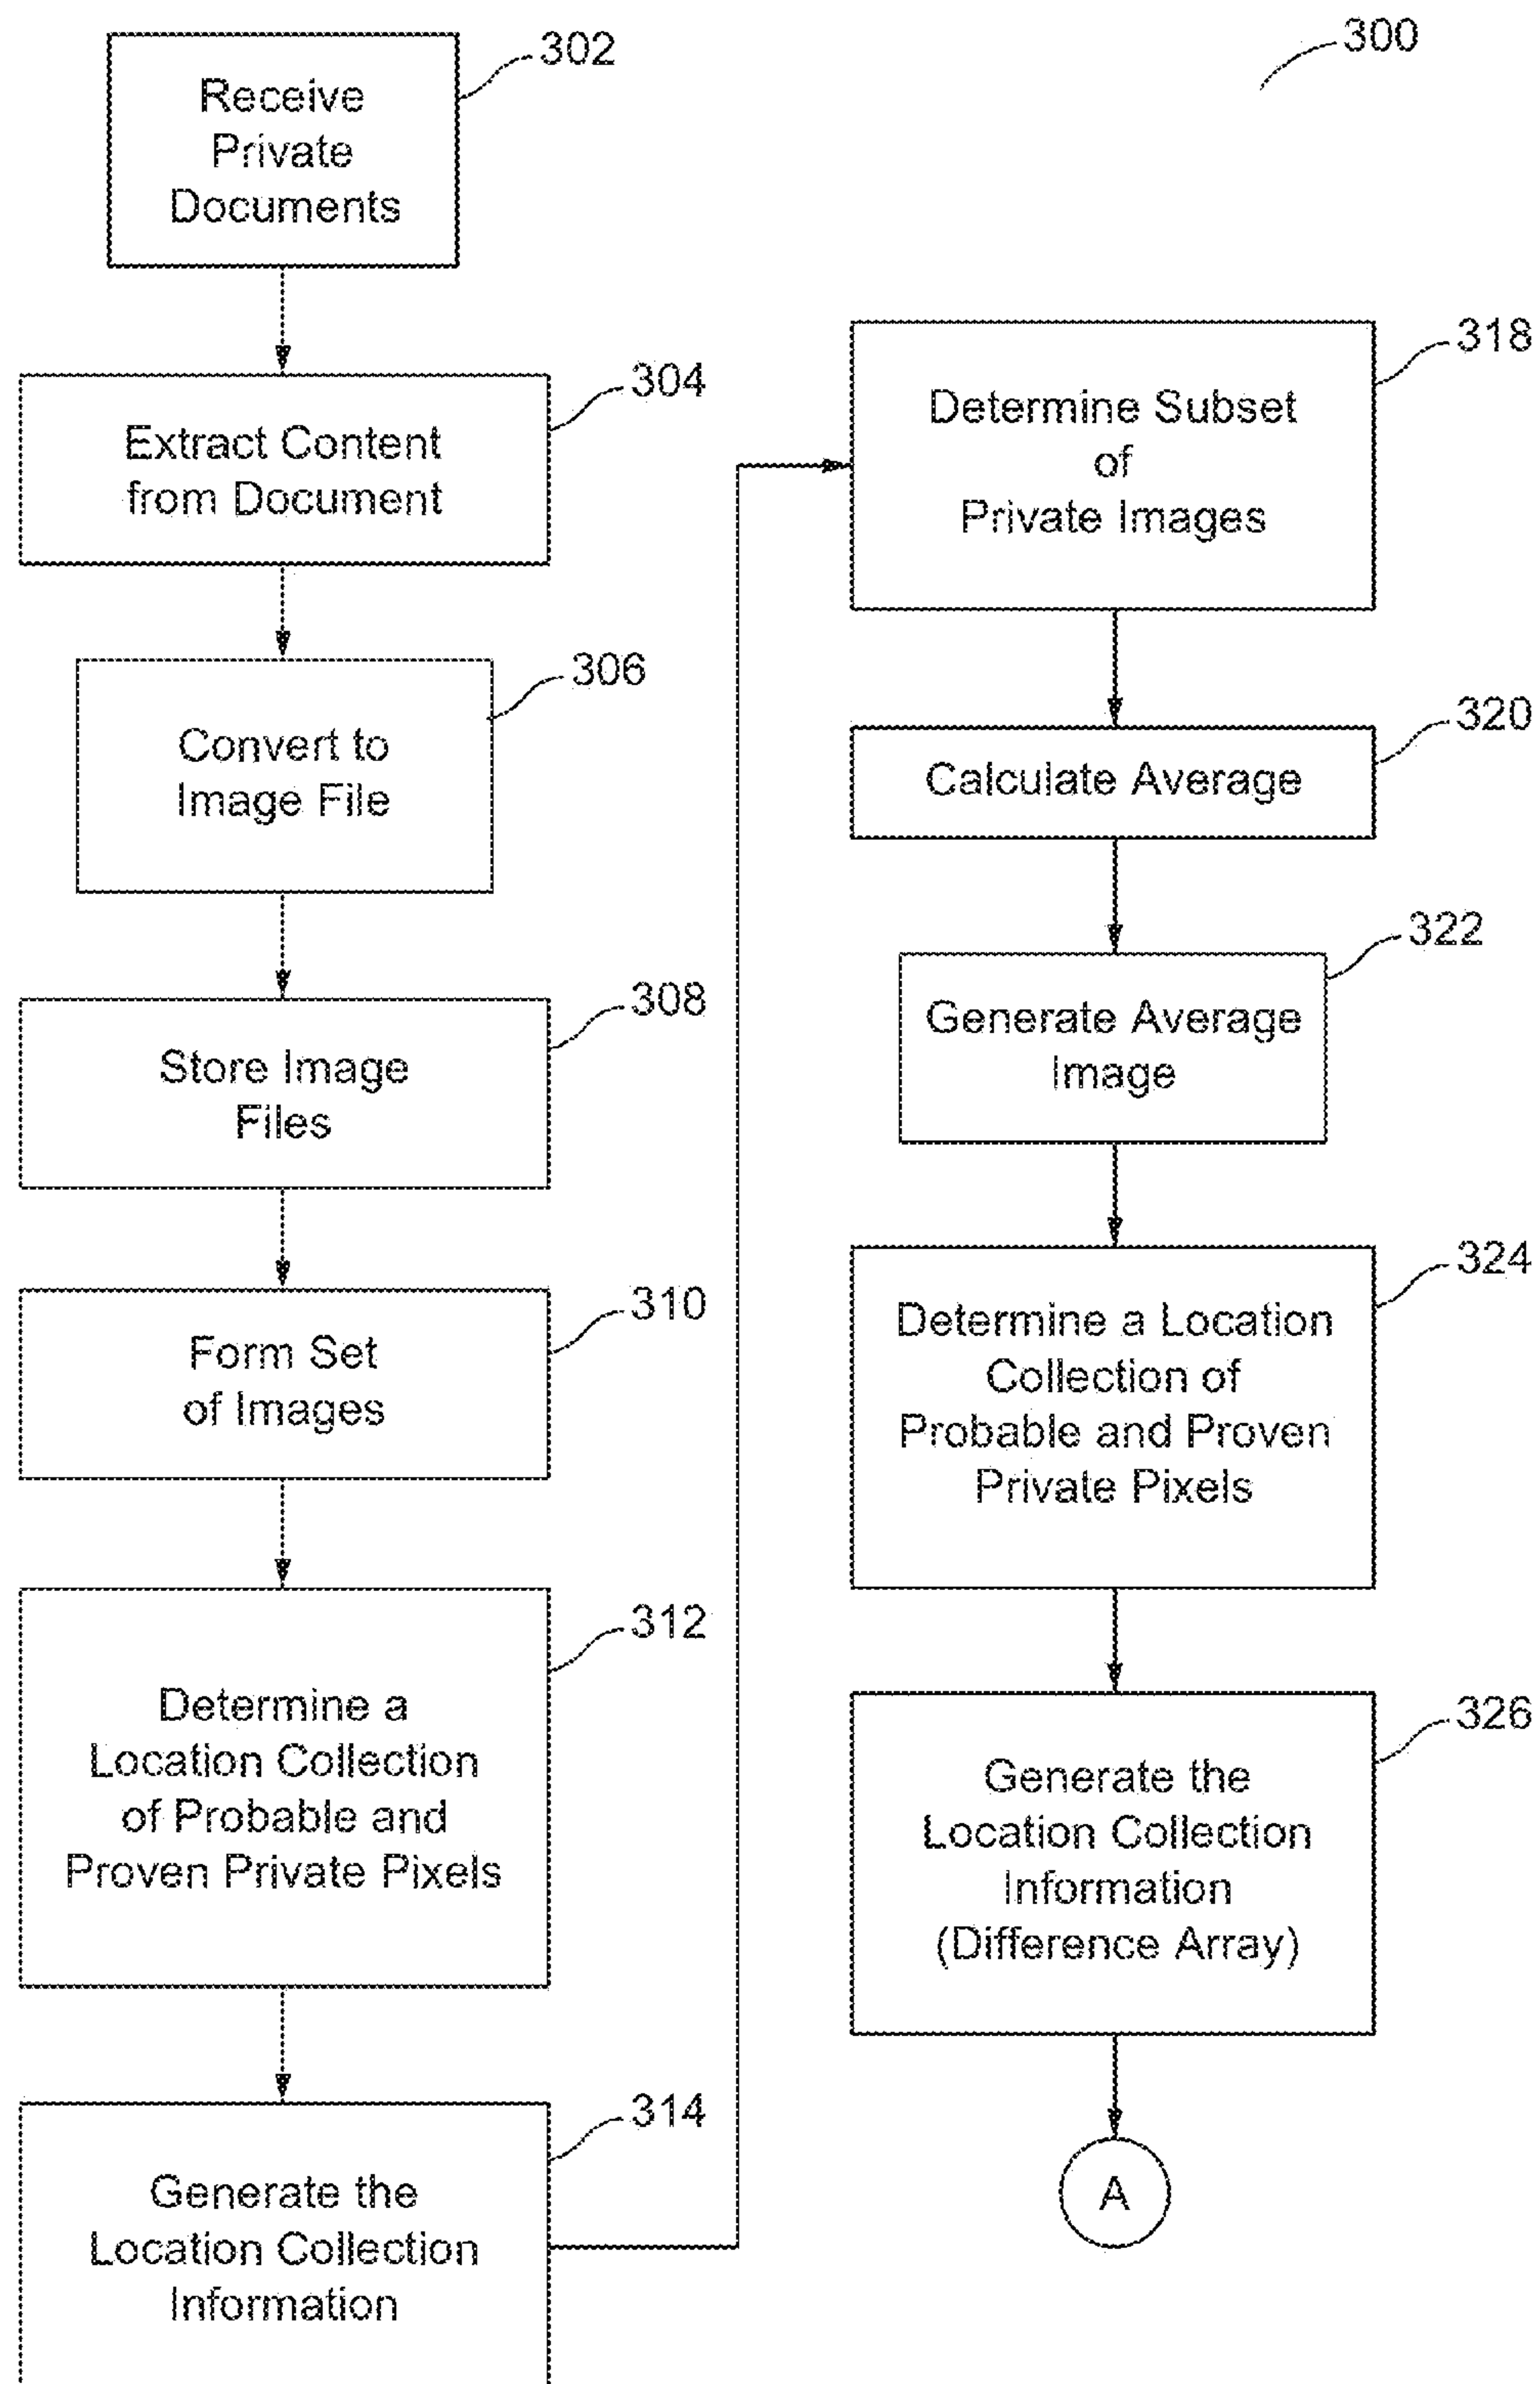 300
302
Receive
Private
Documents
304
Extract Content
from Document
306
Convert to
Image File
308
Store Image
Files
310
Form Set
of Images
312
Determine a
Location Collection
of Probable and
Proven Private Pixels
314
Generate the
Location Collection
Information
318
Determine Subset
of
Private Images
320
Calculate Average
322
Generate Average
Image
324
Determine a Location
Collection of
Probable and Proven
Private Pixels
326
Generate the
Location Collection
Information
(Difference Array)
A